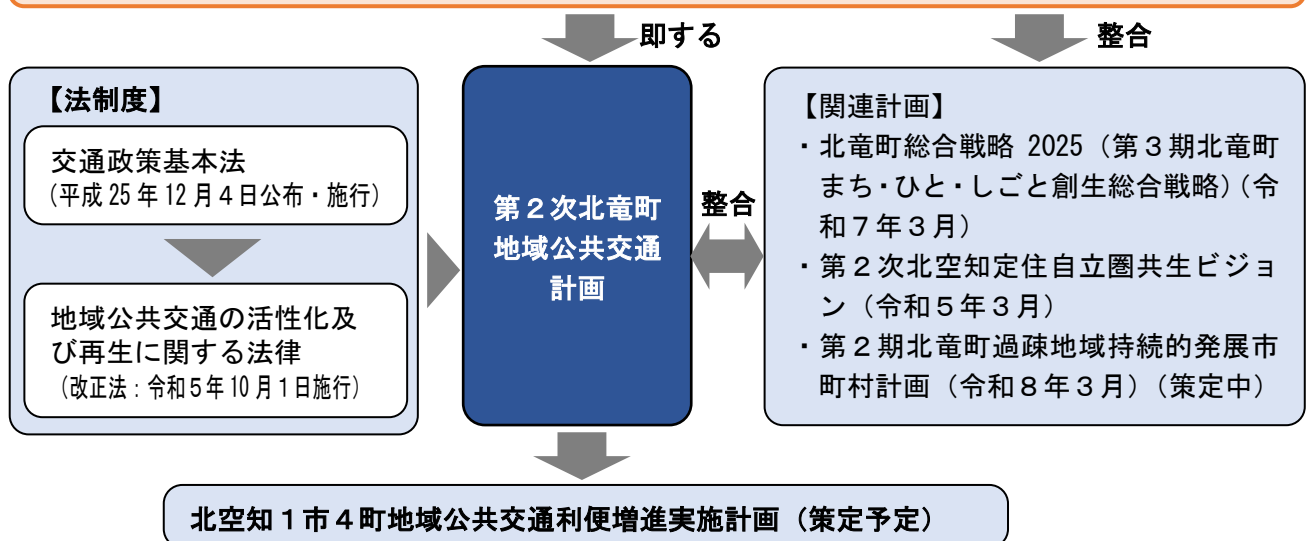 即する
整合
【法制度】
交通政策基本法
(平成25年12月4日公布・施行)
地域公共交通の活性化及
び再生に関する法律
(改正法:令和5年10月1日施行)
第2次北竜町
地域公共交通
計画
整合
【関連計画】
・北竜町総合戦略 2025(第3期北竜町
まち・ひと・しごと創生総合戦略)(令
和7年3月)
・第2次北空知定住自立圏共生ビジョ
ン(令和5年3月)
・第2期北竜町過疎地域持続的発展市
町村計画(令和8年3月)(策定中)
北空知1市4町地域公共交通利便増進実施計画(策定予定)